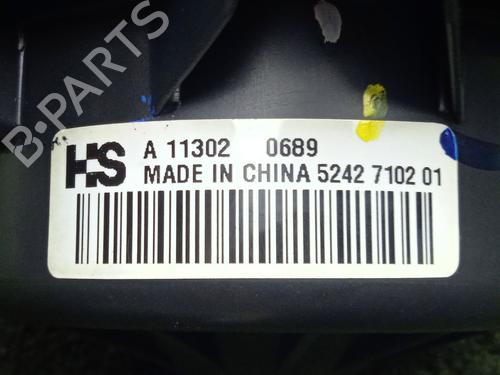 B-PARTS
HS
A 11302 0689
MADE IN CHINA 5242 7102 01